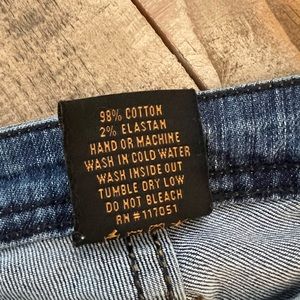 98% COTTON
2% ELASTAN
HAND OR MACHINE
WASH IN COLD WATER
WASH INSIDE OUT
TUMBLE DRY LOW
DO NOT BLEACH
RN #117051